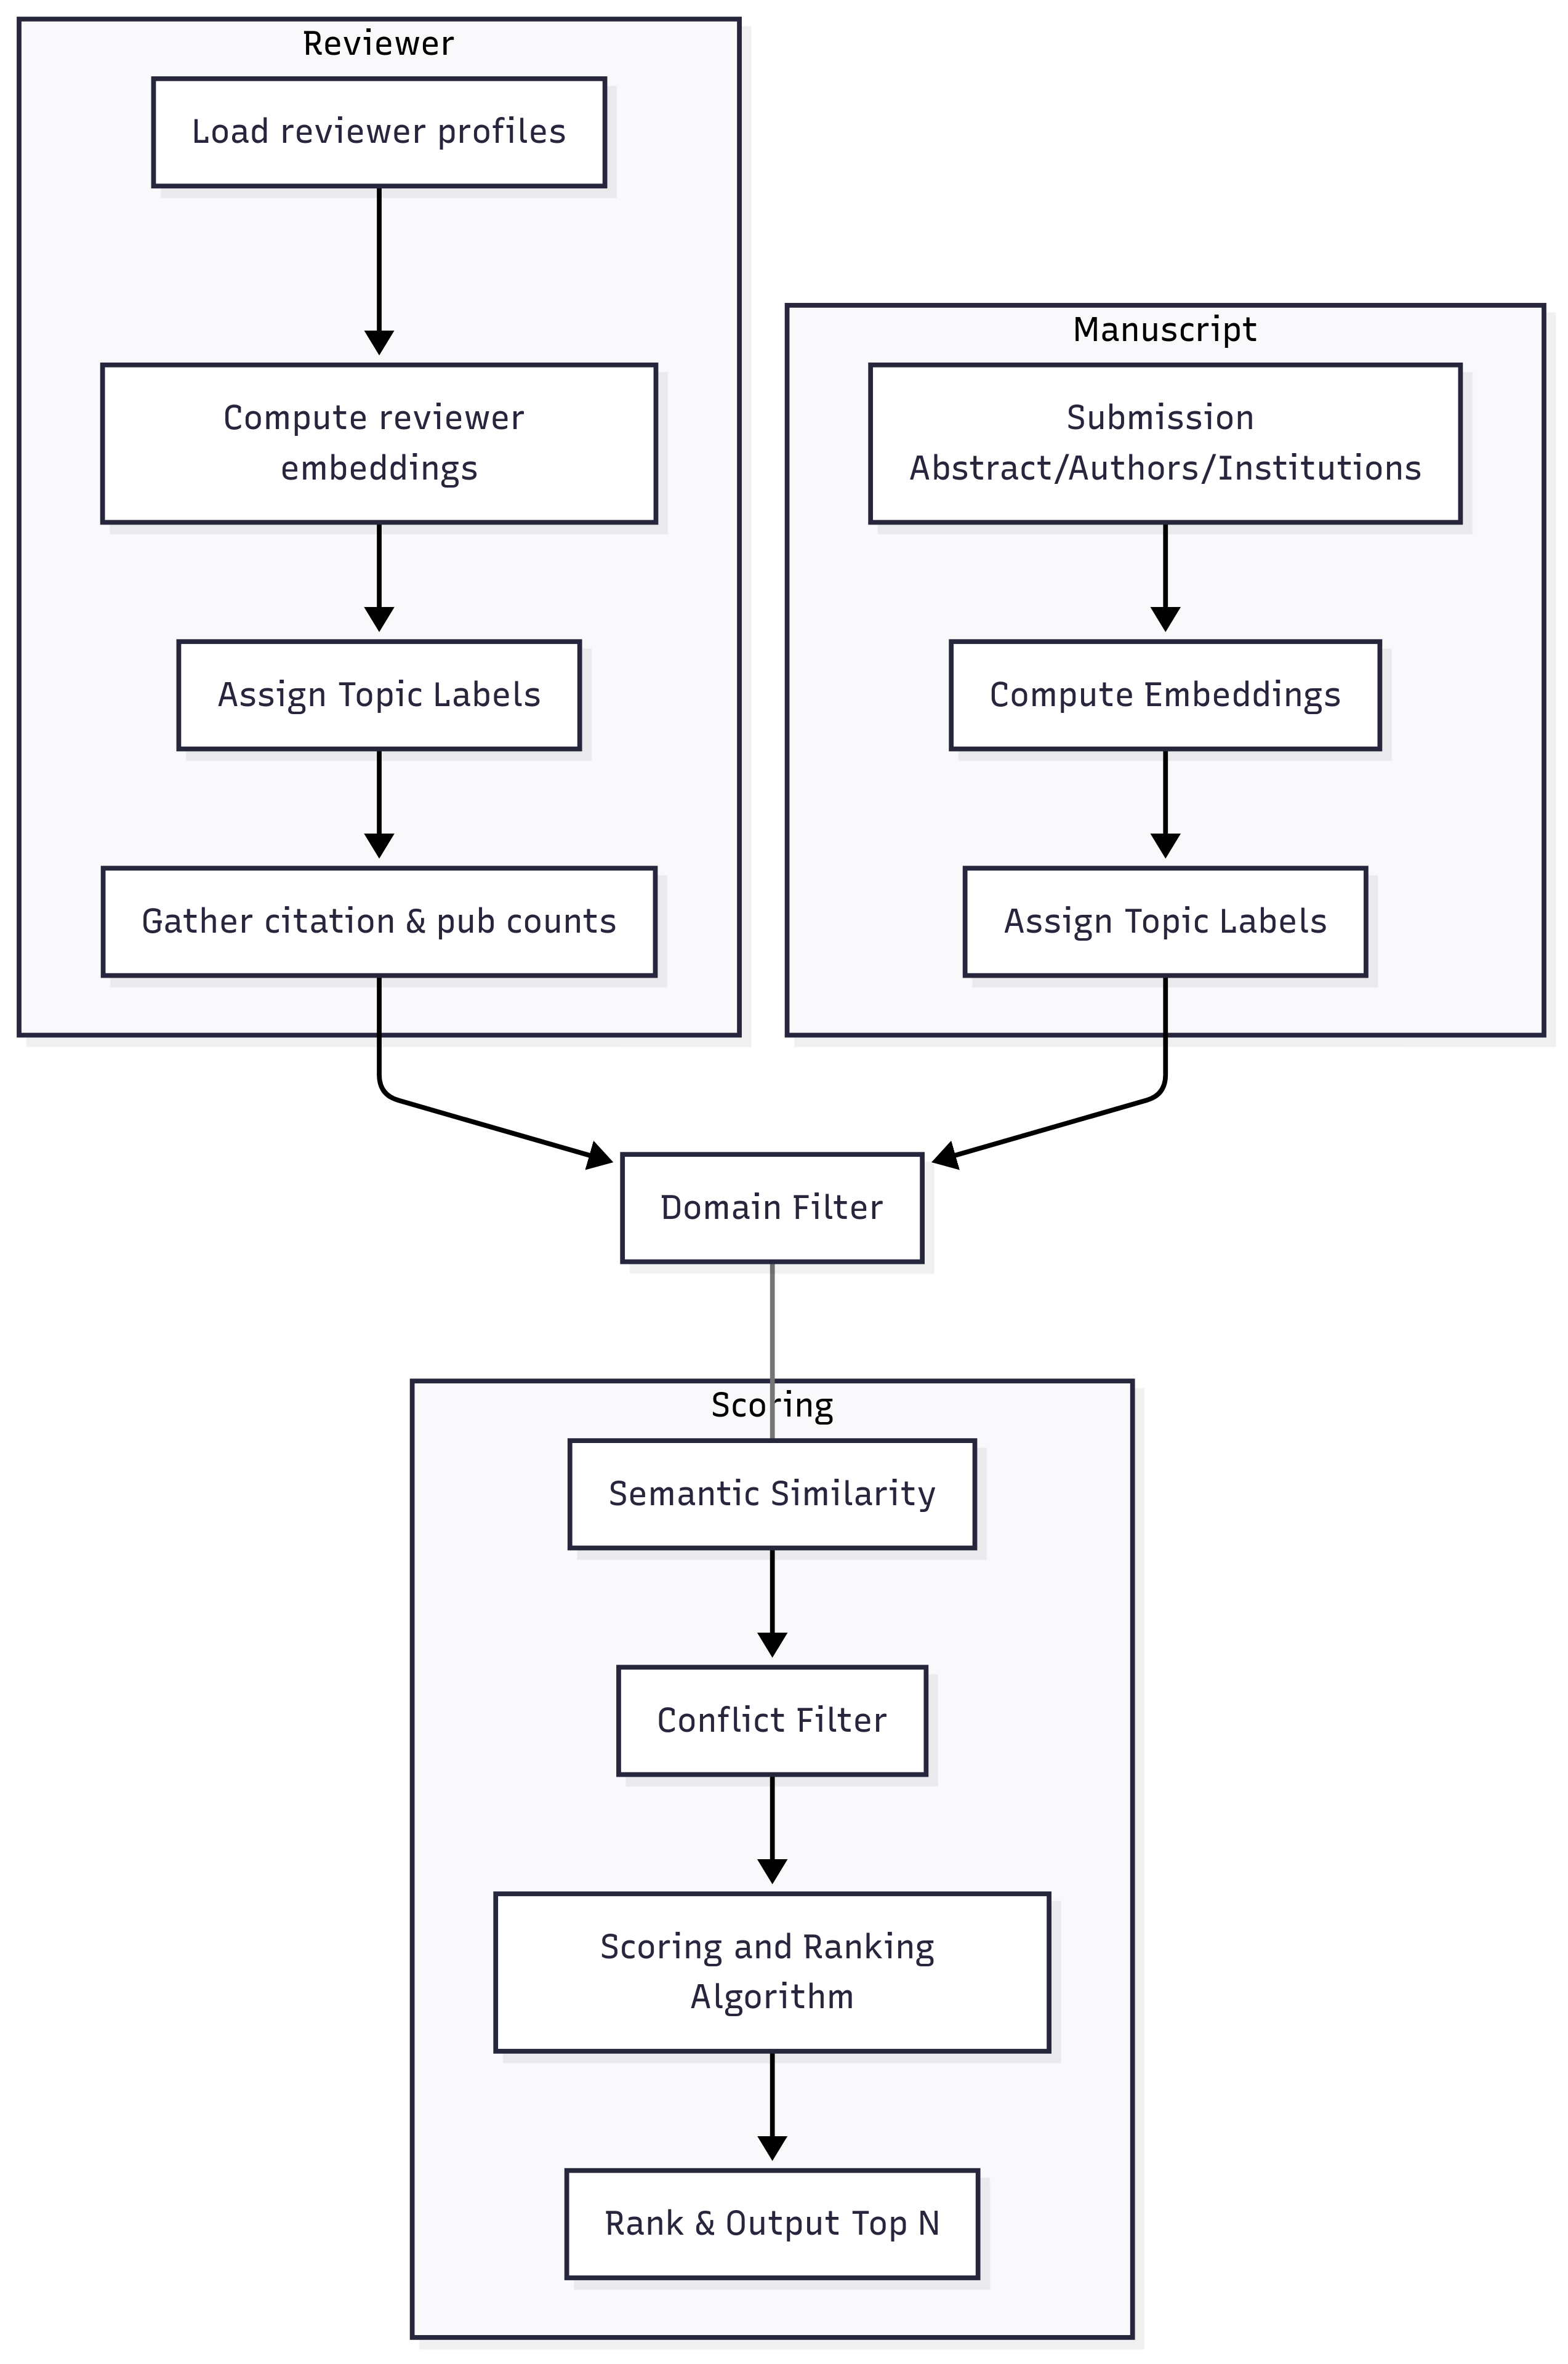 Reviewer
Load reviewer profiles
Compute reviewer
embeddings
Assign Topic Labels
Gather citation & pub counts
Manuscript
Submission
Abstract/Authors/Institutions
Compute Embeddings
Assign Topic Labels
Domain Filter
Scoring
Semantic Similarity
Conflict Filter
Scoring and Ranking
Algorithm
Rank & Output Top N